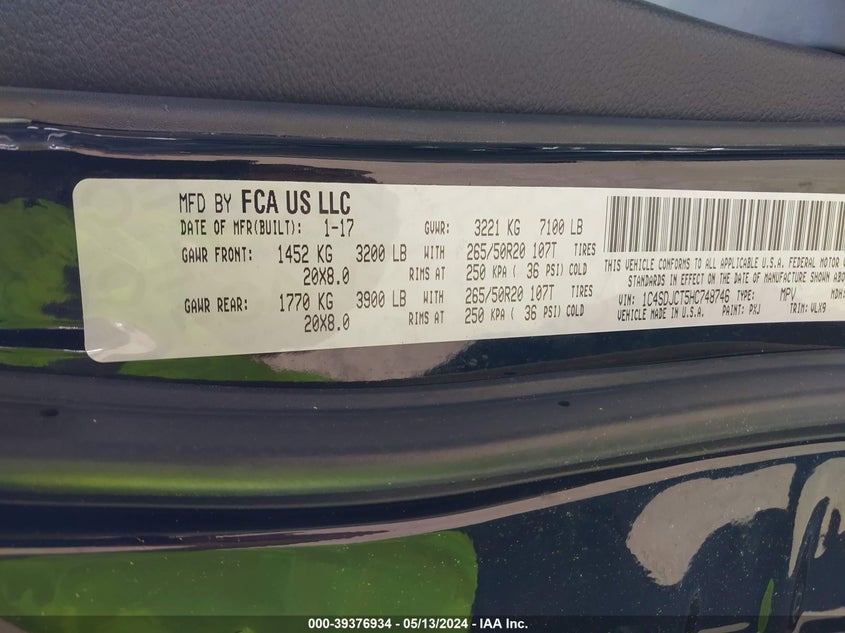 MFD BY FCA US LLC
DATE OF MFR(BUILT): 1-17 GVWR: 3221 KG 7100 LB
GAWR FRONT: 1452 KG 3200 LB WITH 265/50R20 107T TIRES
20X8.0 RIMS AT 250 KPA ( 36 PSI) COLD
GAWR REAR: 1770 KG 3900 LB WITH 265/50R20 107T TIRES
20X8.0 RIMS AT 250 KPA ( 36 PSI) COLD
THIS VEHICLE CONFORMS TO ALL APPLICABLE U.S.A. FEDERAL MOTOR
STANDARDS IN EFFECT ON THE DATE OF MANUFACTURE SHOWN
VIN: 1C4SDJCT5HC748746 TYPE: MPV MDH:
VEHICLE MADE IN U.S.A. PAINT: PXJ TRIM: VLX9
000-39376934 - 05/13/2024 - IAA Inc.